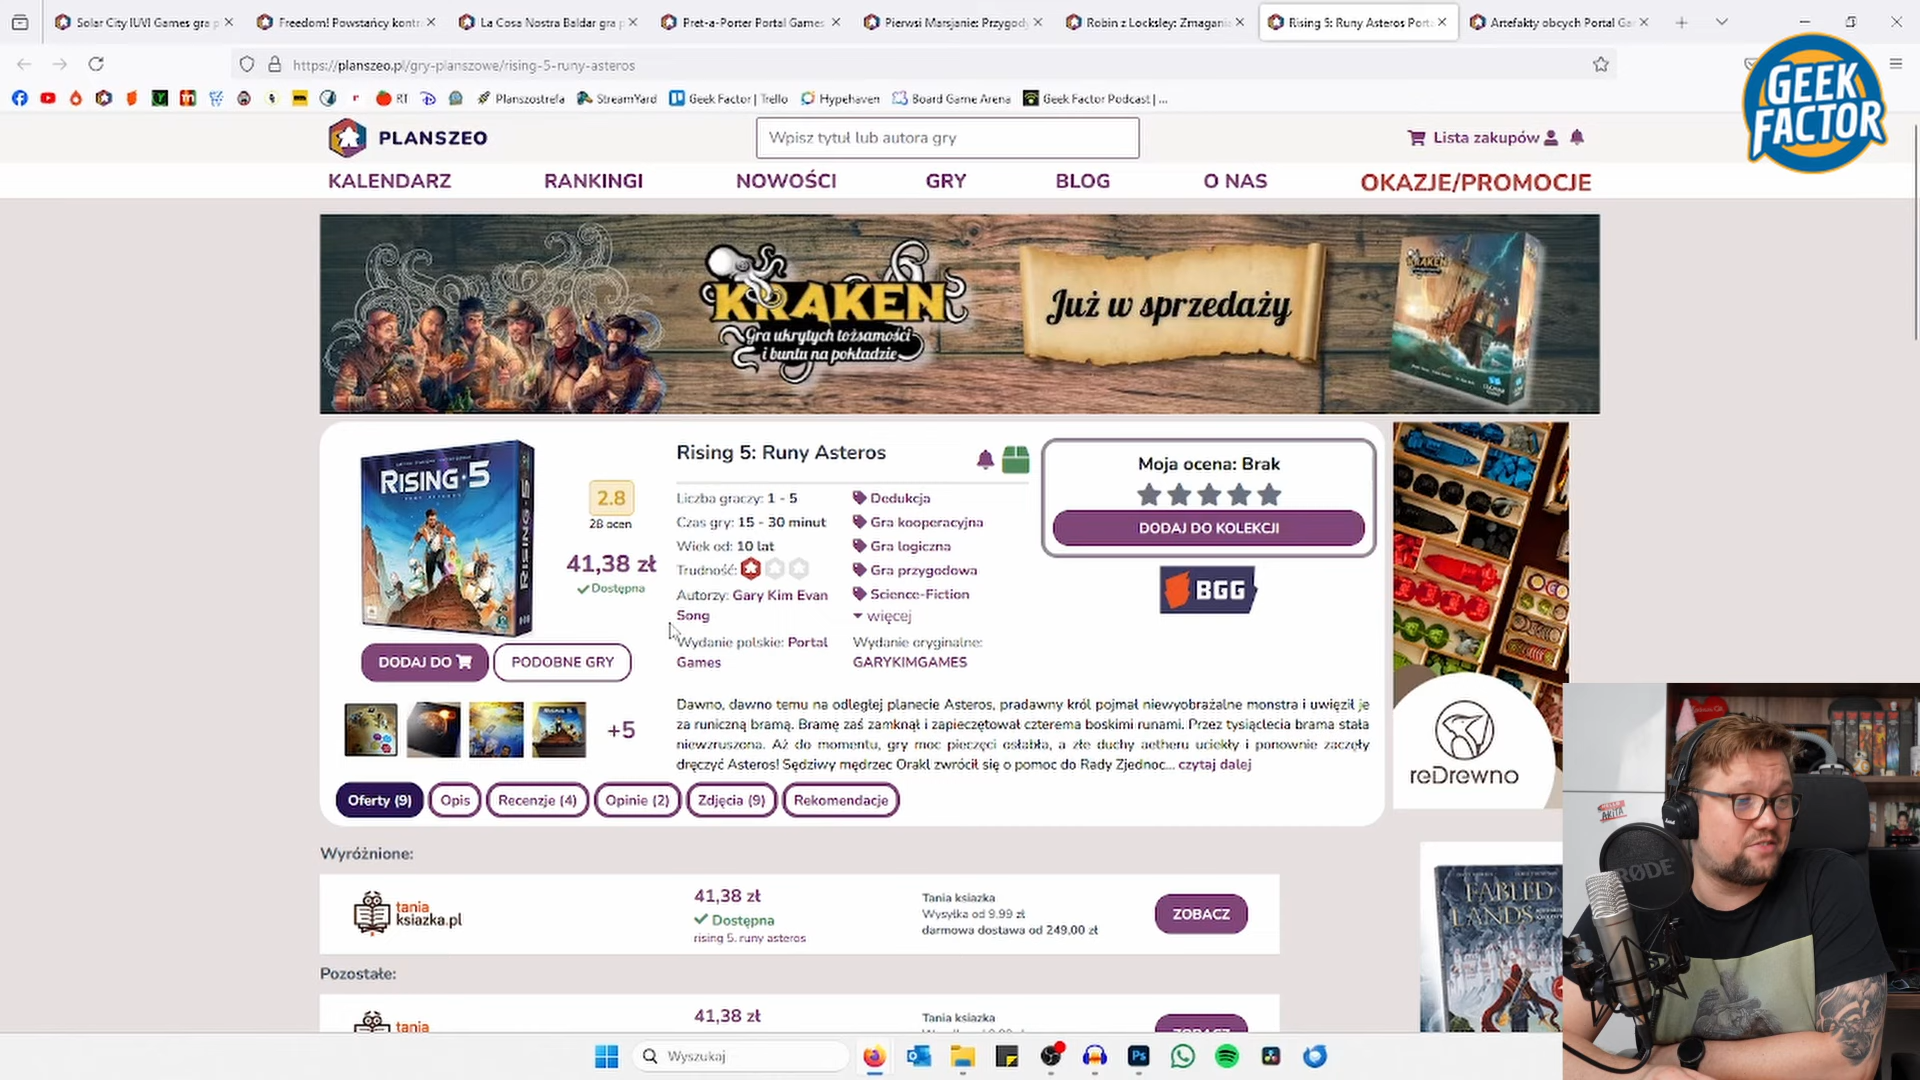 Solar City IUVI Games gra p
Freedom! Powstańcy kontr
La Cosa Nostra Baldar gra p
Pret-a-Porter Portal Games
Pierwsi Marsjanie: Przygody
Robin z Locksley: Zmagania
Rising 5: Runy Asteros Port
Artefakty obcych Portal Ga
https://planszeo.pl/gry-planszowe/rising-5-runy-asteros
RT
Planszostrefa
StreamYard
Geek Factor | Trello
Hypehaven
Board Game Arena
Geek Factor Podcast | ...
GEEK
FACTOR
PLANSZEO
Wpisz tytuł lub autora gry
Lista zakupów
KALENDARZ
RANKINGI
NOWOŚCI
GRY
BLOG
O NAS
OKAZJE/PROMOCJE
KRAKEN
Gra ukrytych tożsamości
i buntu na pokładzie
Już w sprzedaży
KRAKEN
RISING 5
RISING 5
2.8
28 ocen
41,38 zł
Dostępna
DODAJ DO
PODOBNE GRY
+5
Rising 5: Runy Asteros
Liczba graczy: 1 - 5
Czas gry: 15 - 30 minut
Wiek od: 10 lat
Trudność:
Autorzy: Gary Kim Evan
Song
Wydanie polskie: Portal
Games
Dedukcja
Gra kooperacyjna
Gra logiczna
Gra przygodowa
Science-Fiction
więcej
Wydanie oryginalne:
GARYKIMGAMES
Moja ocena: Brak
DODAJ DO KOLEKCJI
BGG
Dawno, dawno temu na odległej planecie Asteros, pradawny król pojmał niewyobrażalne monstra i uwięził je
za runiczną bramą. Bramę zaś zamknął i zapieczętował czterema boskimi runami. Przez tysiąclecia brama stała
niewzruszona. Aż do momentu, gry moc pieczęci osłabła, a złe duchy aetheru uciekły i ponownie zaczęły
dręczyć Asteros! Sędziwy mędrzec Orakl zwrócił się o pomoc do Rady Zjednoc... czytaj dalej
Oferty (9)
Opis
Recenzje (4)
Opinie (2)
Zdjęcia (9)
Rekomendacje
reDrewno
Wyróżnione:
tania
ksiazka.pl
41,38 zł
Dostępna
rising 5. runy asteros
Tania ksiazka
Wysyłka od 9.99 zł
darmowa dostawa od 249,00 zł
ZOBACZ
Pozostałe:
tania
41,38 zł
Tania ksiazka
ZOBACZ
FABLED
LANDS
RØDE
Wyszukaj
Ps